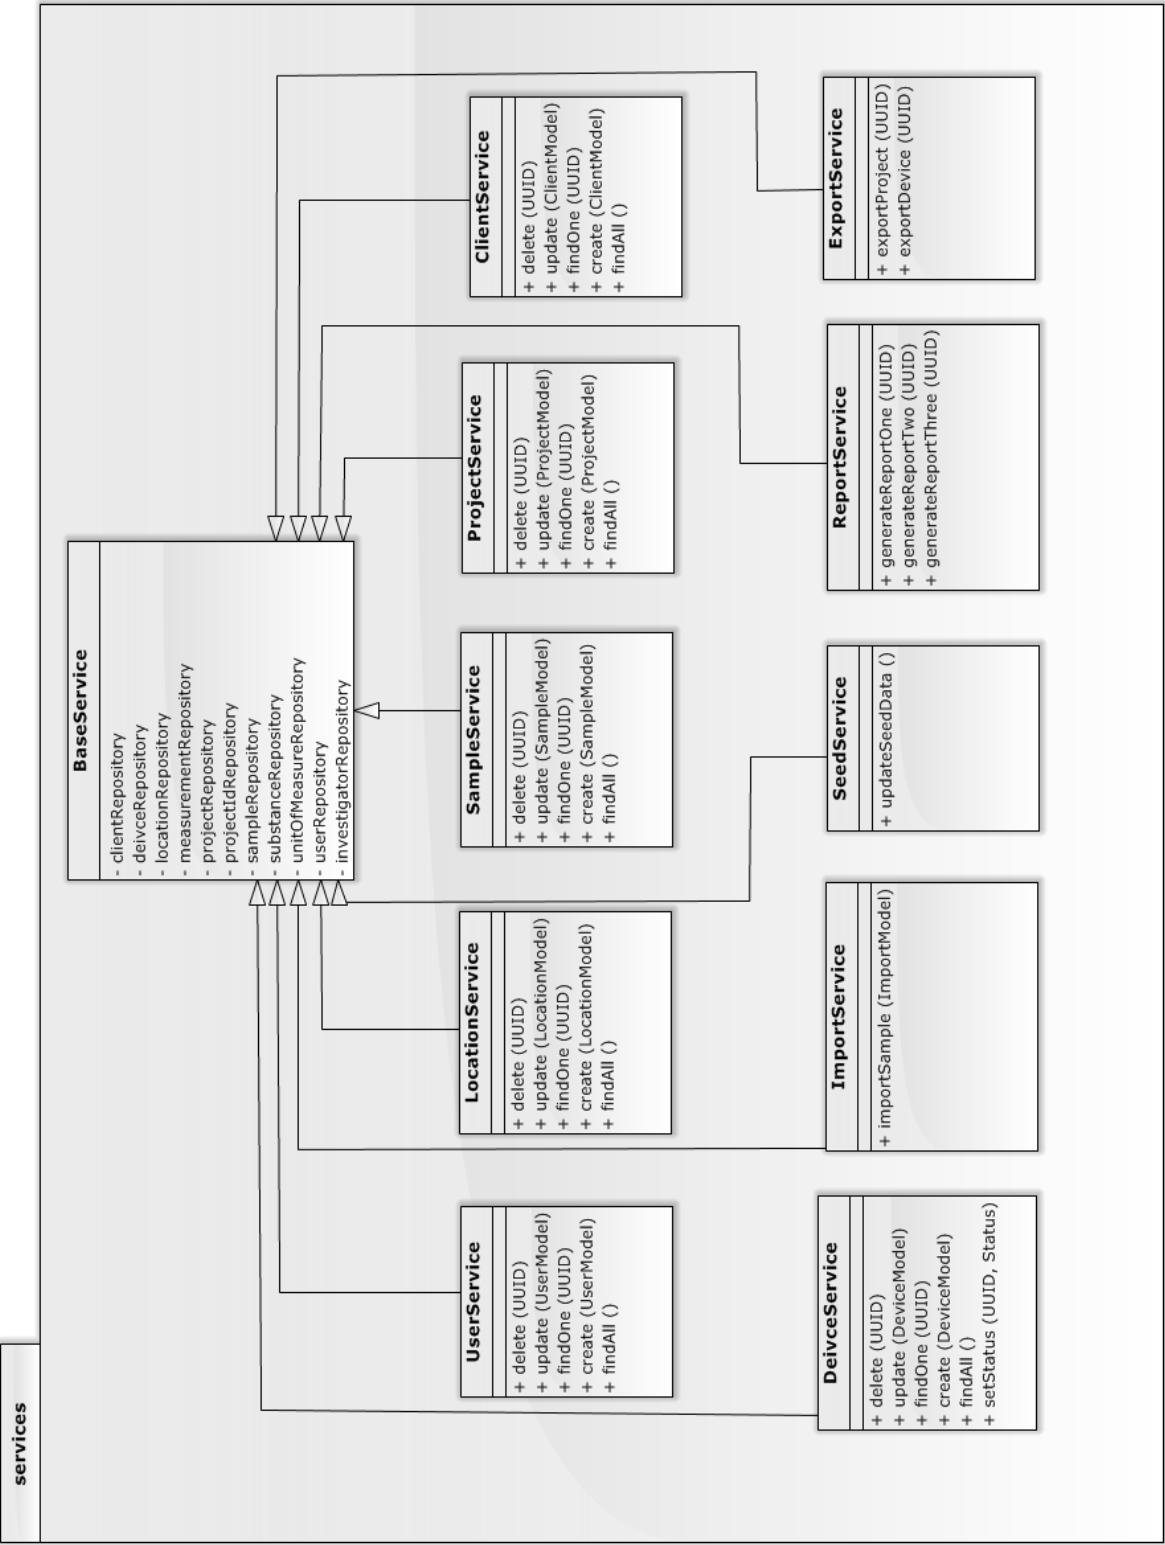 services
BaseService
- clientRepository
- deivceRepository
- locationRepository
- measurementRepository
- projectRepository
- projectIdRepository
- sampleRepository
- substanceRepository
- unitOfMeasureRepository
- userRepository
- investigatorRepository
UserService
+ delete (UUID)
+ update (UserModel)
+ findOne (UUID)
+ create (UserModel)
+ findAll ()
LocationService
+ delete (UUID)
+ update (LocationModel)
+ findOne (UUID)
+ create (LocationModel)
+ findAll ()
SampleService
+ delete (UUID)
+ update (SampleModel)
+ findOne (UUID)
+ create (SampleModel)
+ findAll ()
ProjectService
+ delete (UUID)
+ update (ProjectModel)
+ findOne (UUID)
+ create (ProjectModel)
+ findAll ()
ClientService
+ delete (UUID)
+ update (ClientModel)
+ findOne (UUID)
+ create (ClientModel)
+ findAll ()
DeivceService
+ delete (UUID)
+ update (DeviceModel)
+ findOne (UUID)
+ create (DeviceModel)
+ findAll ()
+ setStatus (UUID, Status)
ImportService
+ importSample (ImportModel)
SeedService
+ updateSeedData ()
ReportService
+ generateReportOne (UUID)
+ generateReportTwo (UUID)
+ generateReportThree (UUID)
ExportService
+ exportProject (UUID)
+ exportDevice (UUID)